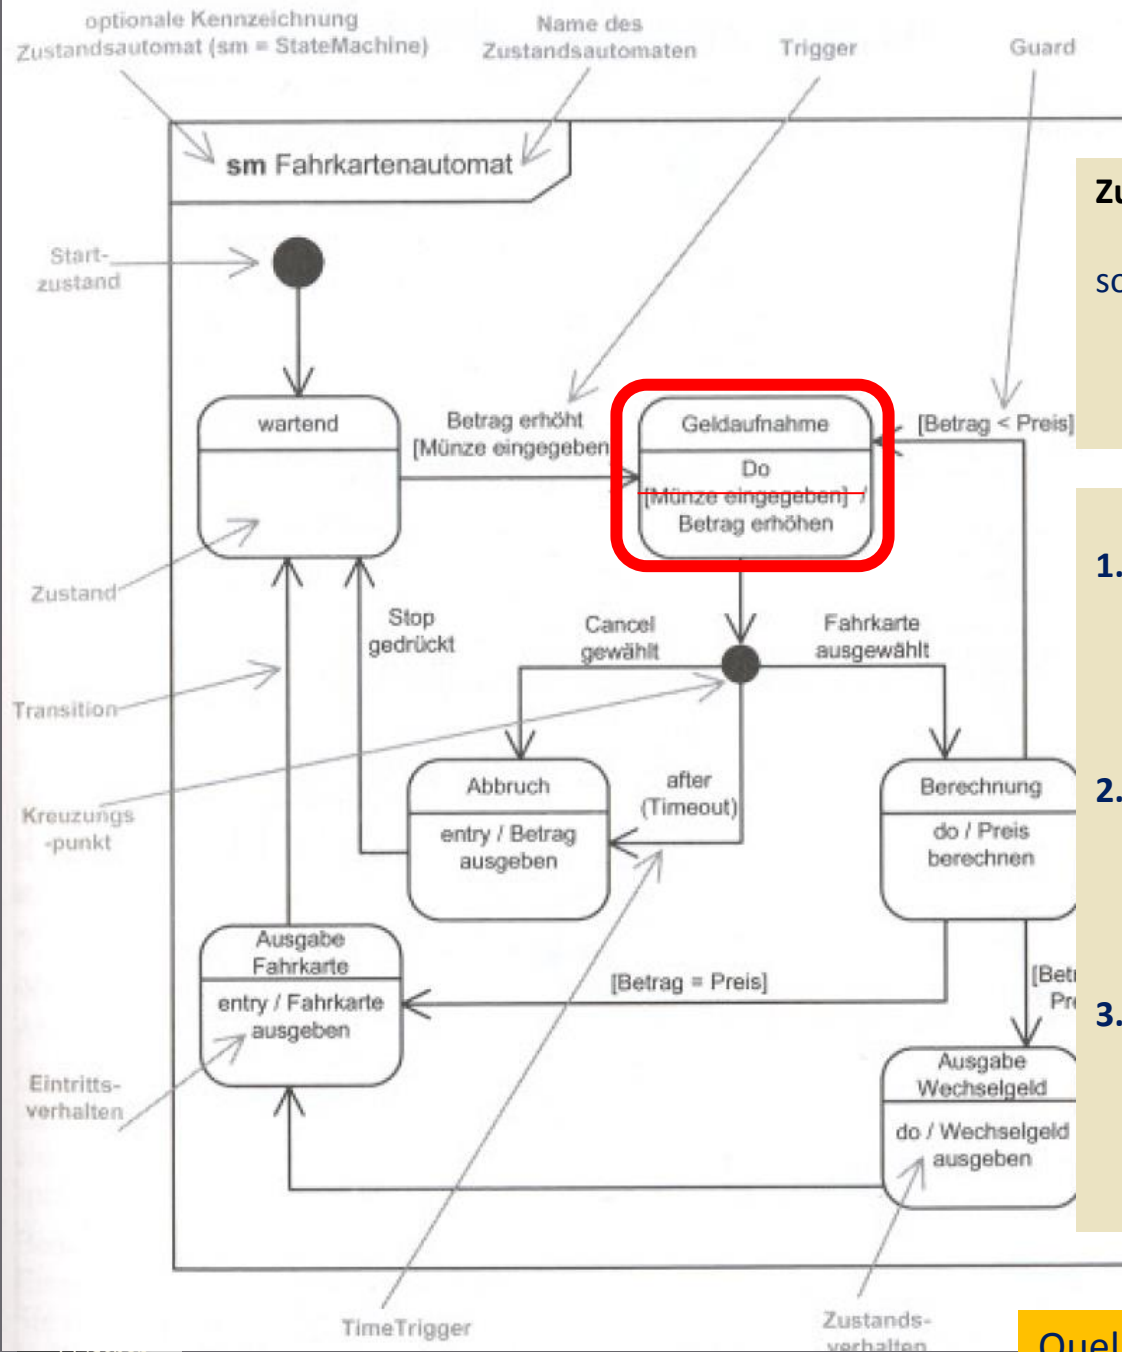 optionale Kennzeichnung
Zustandsautomat (sm = StateMachine)
Name des
Zustandsautomaten
Trigger
Guard
sm Fahrkartenautomat
Start-
zustand
wartend
Betrag erhöht
[Münze eingegeben
Geldaufnahme
Do
[Münze eingegeben] /
Betrag erhöhen
[Betrag < Preis]
Zustand
Stop
gedrückt
Cancel
gewählt
Fahrkarte
ausgewählt
Transition
Kreuzungs
-punkt
Abbruch
entry / Betrag
ausgeben
after
(Timeout)
Berechnung
do / Preis
berechnen
Ausgabe
Fahrkarte
entry / Fahrkarte
ausgeben
[Betrag = Preis]
Eintritts-
verhalten
Ausgabe
Wechselgeld
do / Wechselgeld
ausgeben
TimeTrigger
Zustands-
verhalten
1.
2.
3.